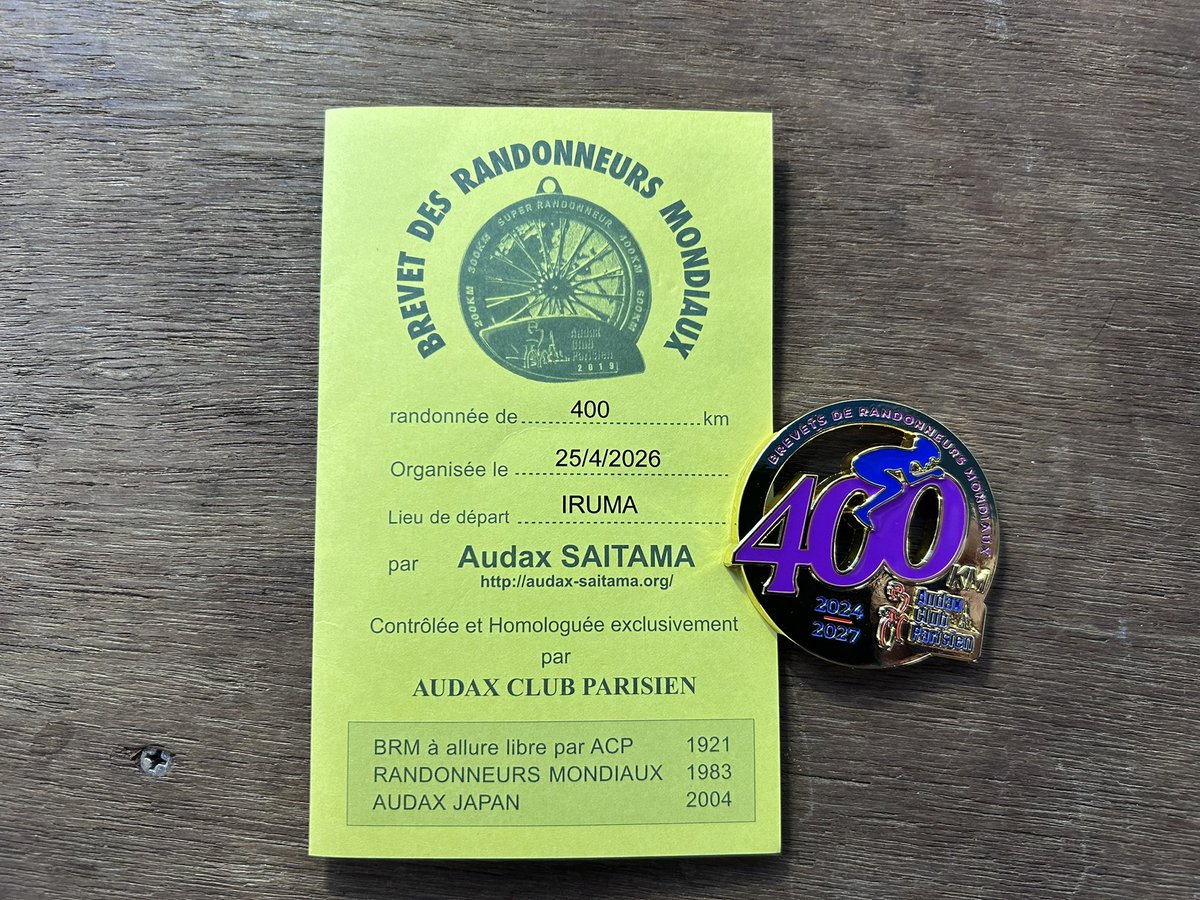 BREVET DES RANDONNEURS MONDIAUX
200KM 300KM SUPER RANDONNEUR 400KM 600KM
Audax
Club
Parisien
2019
randonnée de 400 km
Organisée le 25/4/2026
Lieu de départ IRUMA
par Audax SAITAMA
http://audax-saitama.org/
Contrôlée et Homologuée exclusivement
par
AUDAX CLUB PARISIEN
BRM à allure libre par ACP 1921
RANDONNEURS MONDIAUX 1983
AUDAX JAPAN 2004
BREVETS DE RANDONNEURS MONDIAUX
400
KM
2024
2027
Audax
Club
Parisien